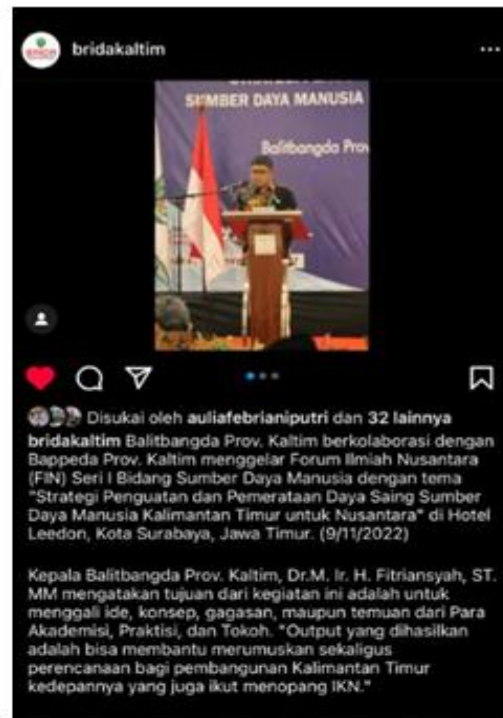 bridakaltim
SUMBER DAYA MANUSIA
Balitbangda Prov
Disukai oleh auliafebrianiputri dan 32 lainnya
bridakaltim Balitbangda Prov. Kaltim berkolaborasi dengan
Bappeda Prov. Kaltim menggelar Forum Ilmiah Nusantara
(FIN) Seri I Bidang Sumber Daya Manusia dengan tema
"Strategi Penguatan dan Pemerataan Daya Saing Sumber
Daya Manusia Kalimantan Timur untuk Nusantara" di Hotel
Leedon, Kota Surabaya, Jawa Timur. (9/11/2022)
Kepala Balitbangda Prov. Kaltim, Dr.M. Ir. H. Fitriansyah, ST.
MM mengatakan tujuan dari kegiatan ini adalah untuk
menggali ide, konsep, gagasan, maupun temuan dari Para
Akademisi, Praktisi, dan Tokoh. "Output yang dihasilkan
adalah bisa membantu merumuskan sekaligus
perencanaan bagi pembangunan Kalimantan Timur
kedepannya yang juga ikut menopang IKN."